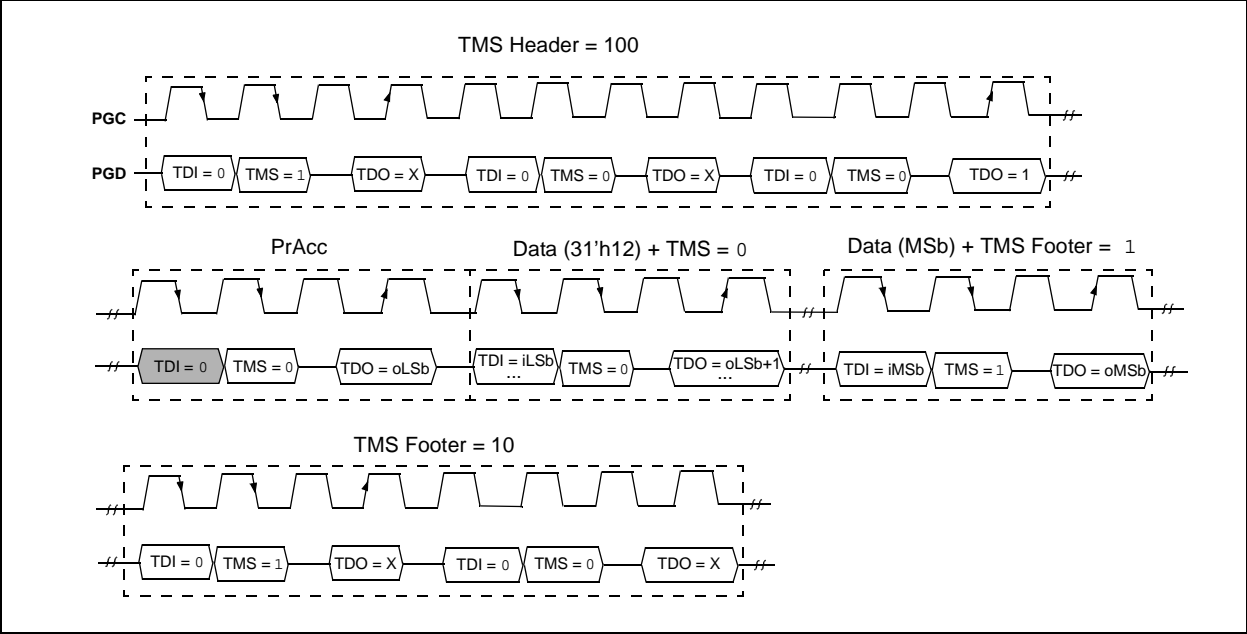 TMS Header = 100
PGC
PGD TDI = 0 TMS = 1 TDO = X TDI = 0 TMS = 0 TDO = X TDI = 0 TMS = 0 TDO = 1
PrAcc Data (31'h12) + TMS = 0 Data (MSb) + TMS Footer = 1
TDI = 0 TMS = 0 TDO = oLSb TDI = iLSb ... TMS = 0 TDO = oLSb+1 ... TDI = iMSb TMS = 1 TDO = oMSb
TMS Footer = 10
TDI = 0 TMS = 1 TDO = X TDI = 0 TMS = 0 TDO = X